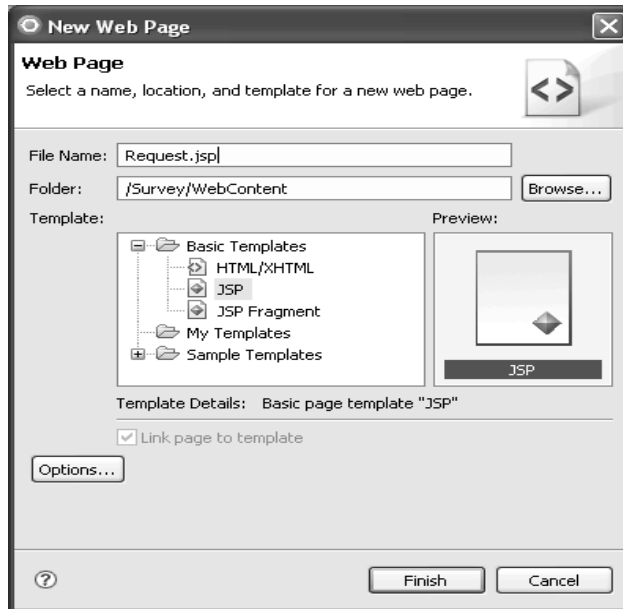 New Web Page
Web Page
Select a name, location, and template for a new web page.
File Name: Request.jsp
Folder: /Survey/WebContent Browse...
Template: Preview:
Basic Templates
HTML/XHTML
JSP
JSP Fragment
My Templates
Sample Templates
JSP
Template Details: Basic page template "JSP"
Link page to template
Options...
Finish Cancel